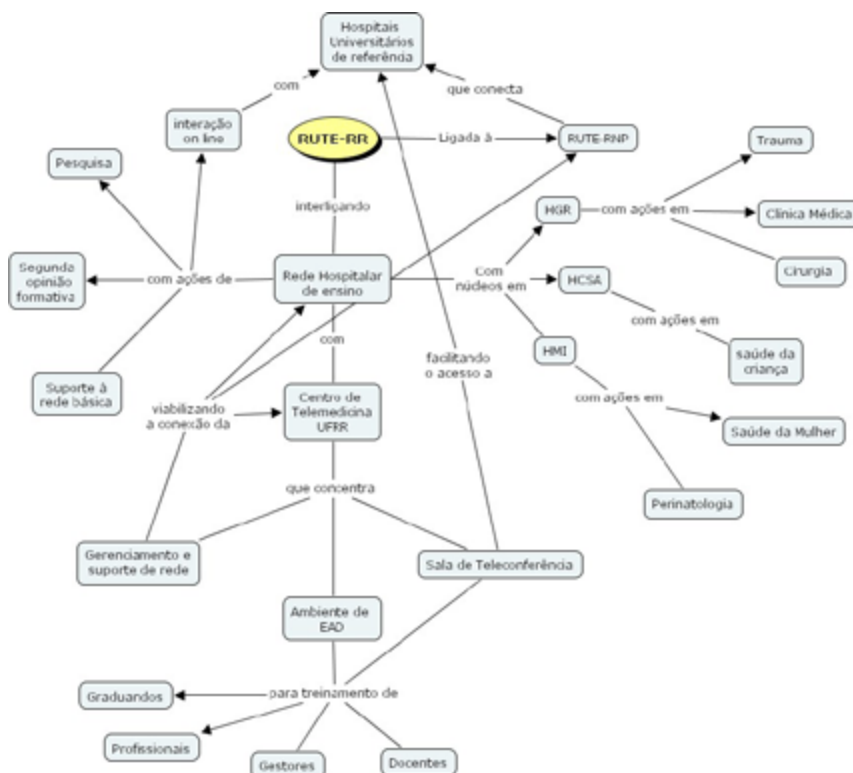 Hospitais
Universitários
de referência
com
que conecta
interação
on line
RUTE-RR
Ligada à
RUTE-RNP
Trauma
Pesquisa
interligando
HGR
com ações em
Clínica Médica
Segunda
opinião
formativa
com ações de
Rede Hospitalar
de ensino
Com
núcleos em
HCSA
Cirurgia
com
com ações em
HMI
saúde da
criança
facilitando
o acesso a
Suporte à
rede básica
viabilizando
a conexão da
Centro de
Telemedicina
UFRR
com ações em
Saúde da Mulher
que concentra
Perinatologia
Gerenciamento e
suporte de rede
Sala de Teleconferência
Ambiente de
EAD
Graduandos
para treinamento de
Profissionais
Gestores
Docentes